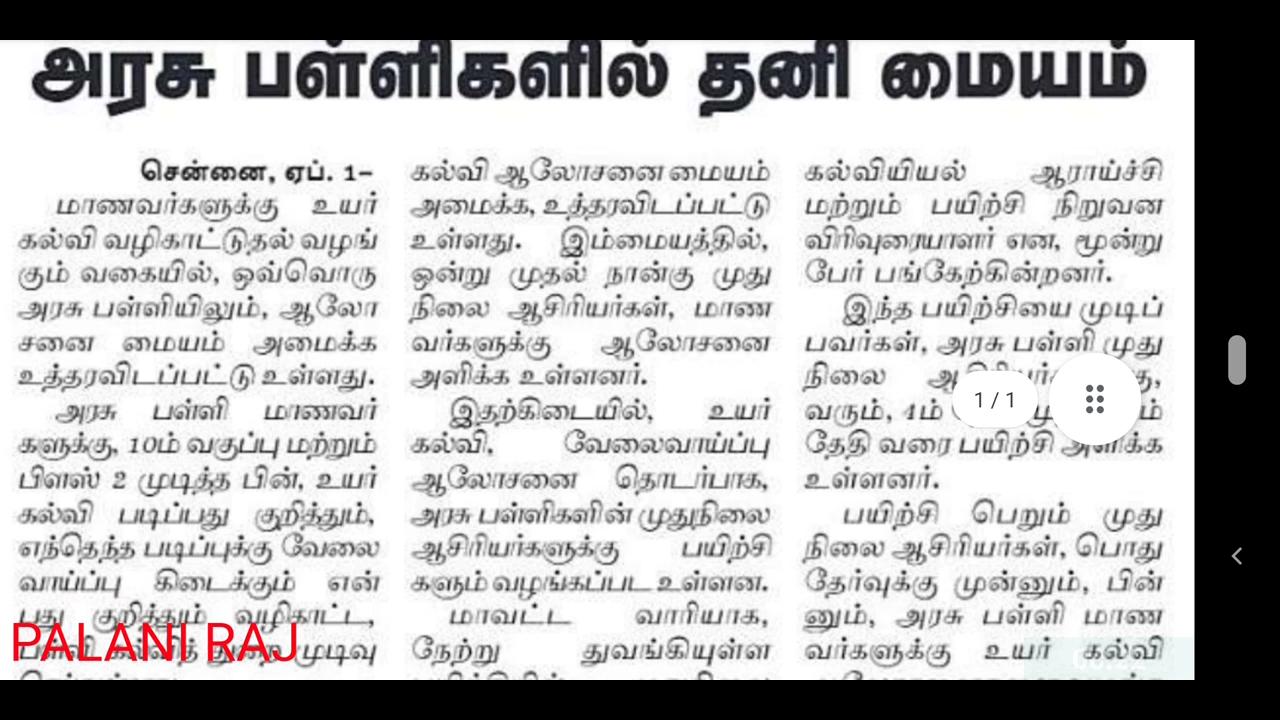 அரசு பள்ளிகளில் தனி மையம்
சென்னை, ஏப். 1–
மாணவர்களுக்கு உயர்
கல்வி வழிகாட்டுதல் வழங்
கும் வகையில், ஒவ்வொரு
அரசு பள்ளியிலும், ஆலோ
சனை மையம் அமைக்க
உத்தரவிடப்பட்டு உள்ளது.
அரசு பள்ளி மாணவர்
களுக்கு, 10ம் வகுப்பு மற்றும்
பிளஸ் 2 முடித்த பின், உயர்
கல்வி படிப்பது குறித்தும்,
எந்தெந்த படிப்புக்கு வேலை
வாய்ப்பு கிடைக்கும் என்
பது குறித்தும் வழிகாட்ட,
முடிவு
கல்வி ஆலோசனை மையம்
அமைக்க, உத்தரவிடப்பட்டு
உள்ளது. இம்மையத்தில்,
ஒன்று முதல் நான்கு முது
நிலை ஆசிரியர்கள், மாண
வர்களுக்கு ஆலோசனை
அளிக்க உள்ளனர்.
இதற்கிடையில், உயர்
கல்வி, வேலைவாய்ப்பு
ஆலோசனை தொடர்பாக,
அரசு பள்ளிகளின் முதுநிலை
ஆசிரியர்களுக்கு பயிற்சி
களும் வழங்கப்பட உள்ளன.
மாவட்ட வாரியாக,
நேற்று துவங்கியுள்ள
கல்வியியல் ஆராய்ச்சி
மற்றும் பயிற்சி நிறுவன
விரிவுரையாளர் என, மூன்று
பேர் பங்கேற்கின்றனர்.
இந்த பயிற்சியை முடிப்
பவர்கள், அரசு பள்ளி முது
நிலை
வரும், 4ம்
தேதி வரை பயிற்சி அளிக்க
உள்ளனர்.
பயிற்சி பெறும் முது
நிலை ஆசிரியர்கள், பொது
தேர்வுக்கு முன்னும், பின்
னும், அரசு பள்ளி மாண
வர்களுக்கு உயர் கல்வி
1 / 1
PALANI RAJ